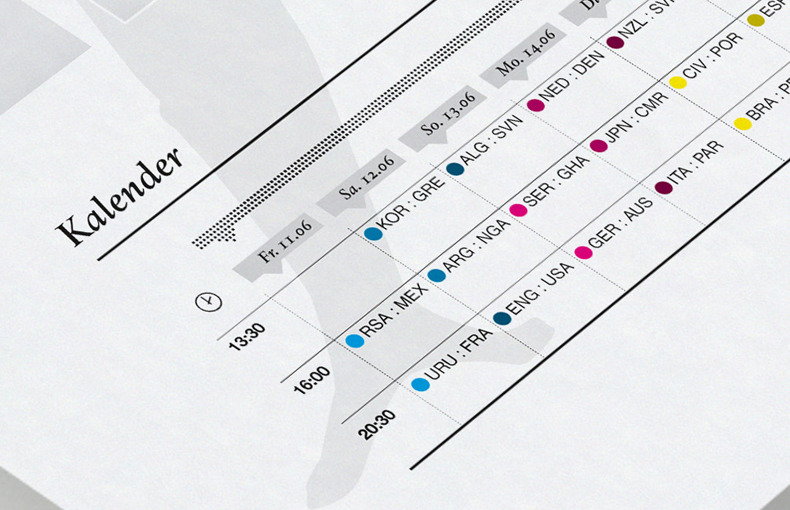 Kalender
Fr. 11.06 Sa. 12.06 So. 13.06 Mo. 14.06
13:30 KOR : GRE ALG : SVN NED : DEN NZL :
16:00 RSA : MEX ARG : NGA SER : GHA JPN : CMR CIV : POR
20:30 URU : FRA ENG : USA GER : AUS ITA : PAR BRA :